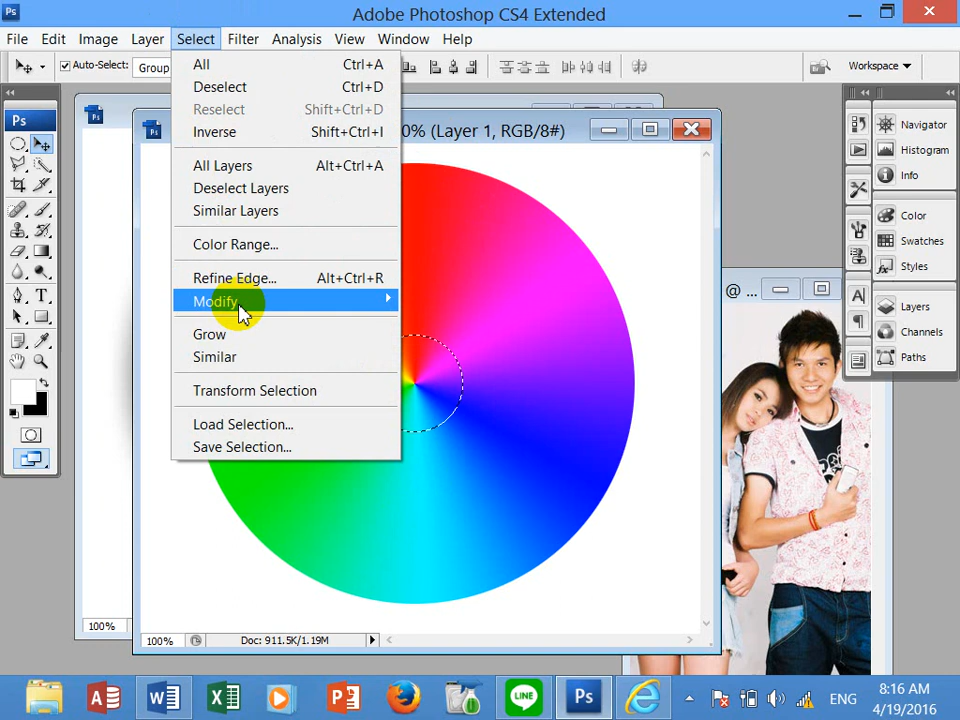 Ps
Adobe Photoshop CS4 Extended
File Edit Image Layer Select Filter Analysis View Window Help
Auto-Select: Group
Workspace
All Ctrl+A
Deselect Ctrl+D
Reselect Shift+Ctrl+D
Inverse Shift+Ctrl+I
All Layers Alt+Ctrl+A
Deselect Layers
Similar Layers
Color Range...
Refine Edge... Alt+Ctrl+R
Modify
Grow
Similar
Transform Selection
Load Selection...
Save Selection...
Ps
0% (Layer 1, RGB/8#)
@ ...
Navigator
Histogram
Info
Color
Swatches
Styles
Layers
Channels
Paths
100%
100%
Doc: 911.5K/1.19M
LINE
Ps
ENG
8:16 AM
4/19/2016